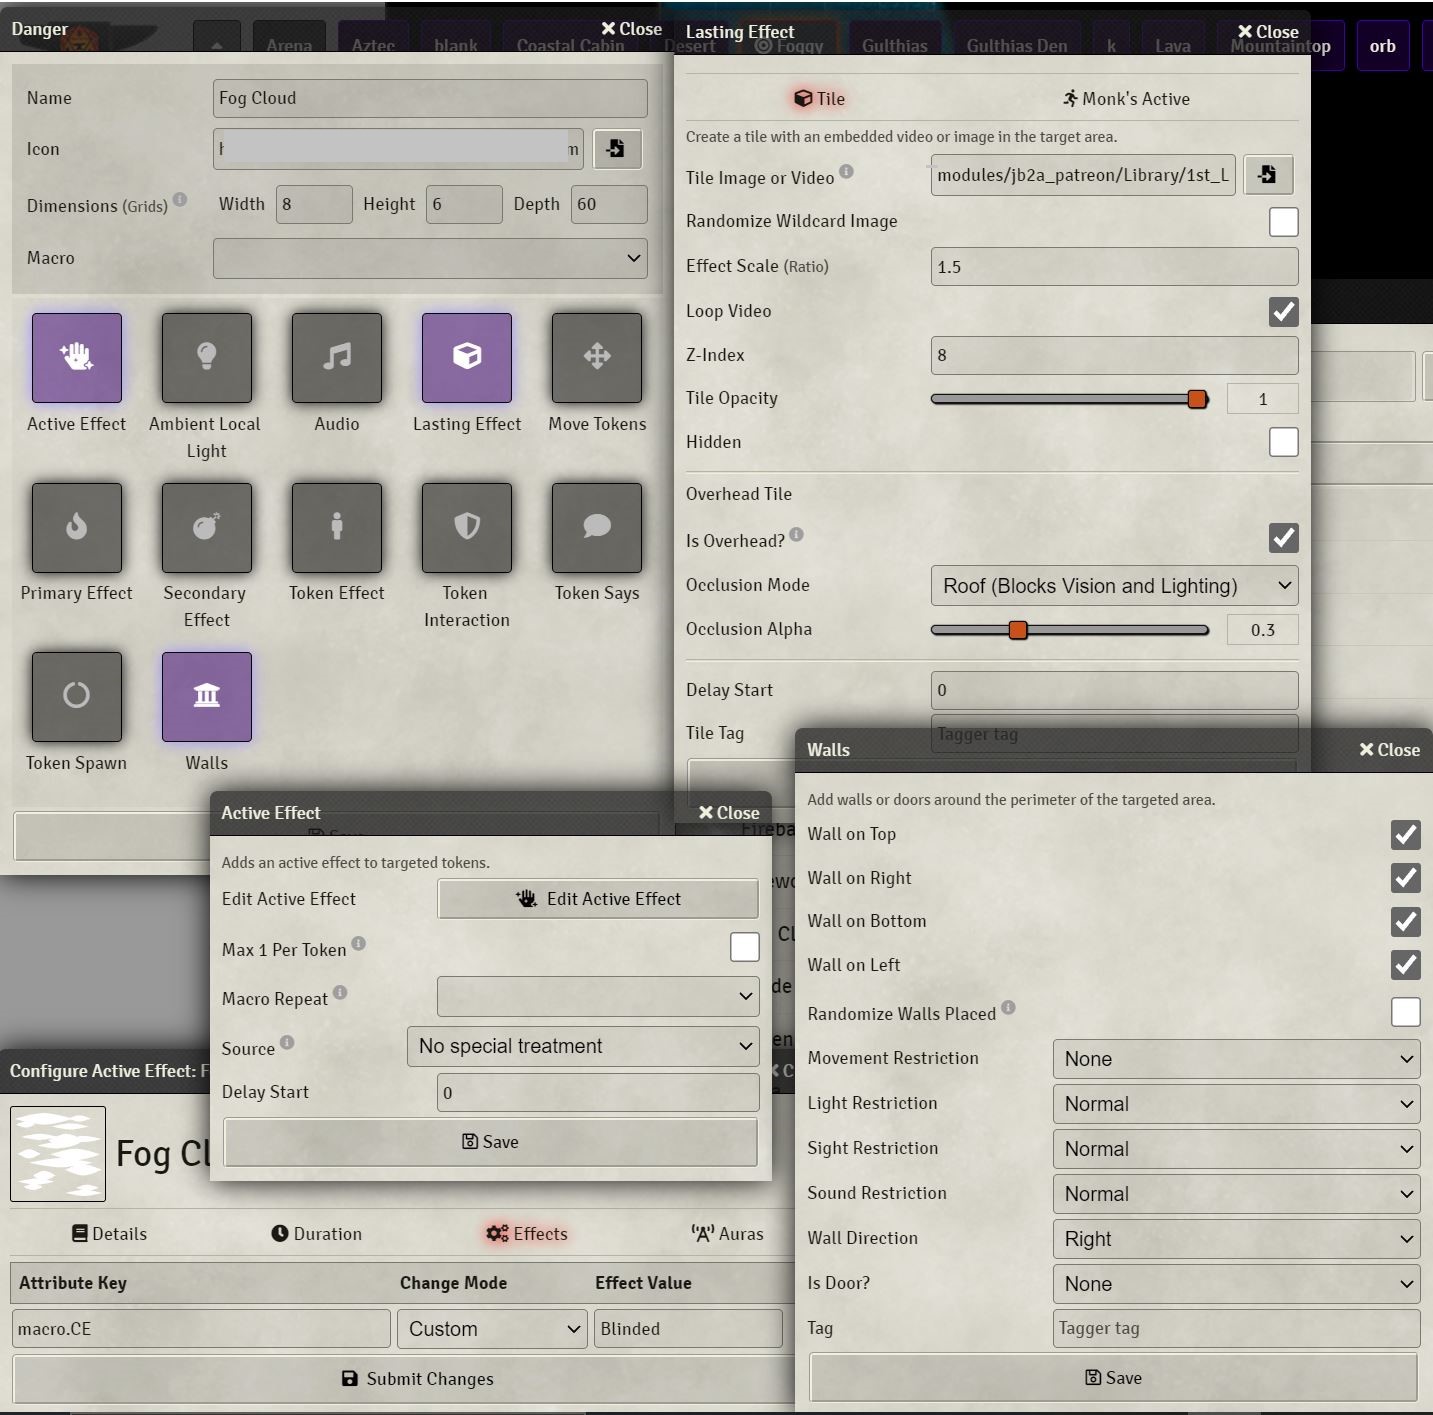 Danger
Close
Arena
Aztec
blank
Coastal Cabin
Desert
Foggy
Gulthias
Gulthias Den
k
Lava
Mountaintop
orb
Name
Fog Cloud
Icon
m
Dimensions (Grids)
Width 8 Height 6 Depth 60
Macro
Active Effect
Ambient Local Light
Audio
Lasting Effect
Move Tokens
Primary Effect
Secondary Effect
Token Effect
Token Interaction
Token Says
Token Spawn
Walls
Save
Lasting Effect
Close
Tile
Monk's Active
Create a tile with an embedded video or image in the target area.
Tile Image or Video
modules/jb2a_patreon/Library/1st_L
Randomize Wildcard Image
Effect Scale (Ratio)
1.5
Loop Video
Z-Index
8
Tile Opacity
1
Hidden
Overhead Tile
Is Overhead?
Occlusion Mode
Roof (Blocks Vision and Lighting)
Occlusion Alpha
0.3
Delay Start
0
Tile Tag
Tagger tag
Active Effect
Close
Adds an active effect to targeted tokens.
Edit Active Effect
Edit Active Effect
Max 1 Per Token
Macro Repeat
Source
No special treatment
Delay Start
0
Save
Walls
Close
Add walls or doors around the perimeter of the targeted area.
Wall on Top
Wall on Right
Wall on Bottom
Wall on Left
Randomize Walls Placed
Movement Restriction
None
Light Restriction
Normal
Sight Restriction
Normal
Sound Restriction
Normal
Wall Direction
Right
Is Door?
None
Tag
Tagger tag
Save
Configure Active Effect: F
Fog Cl
Details
Duration
Effects
Auras
Attribute Key
Change Mode
Effect Value
macro.CE
Custom
Blinded
Submit Changes